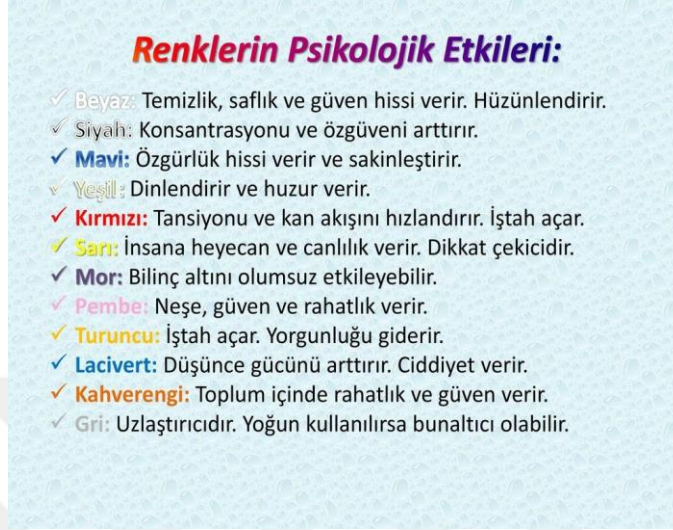 Renklerin Psikolojik Etkileri:
✓ Beyaz: Temizlik, saflık ve güven hissi verir. Hüzünlendirir.
✓ Siyah: Konsantrasyonu ve özgüveni arttırır.
✓ Mavi: Özgürlük hissi verir ve sakinleştirir.
✓ Yeşil: Dinlendirir ve huzur verir.
✓ Kırmızı: Tansiyonu ve kan akışını hızlandırır. İştah açar.
✓ Sarı: İnsana heyecan ve canlılık verir. Dikkat çekicidir.
✓ Mor: Bilinç altını olumsuz etkileyebilir.
✓ Pembe: Neşe, güven ve rahatlık verir.
✓ Turuncu: İştah açar. Yorgunluğu giderir.
✓ Lacivert: Düşünce gücünü arttırır. Ciddiyet verir.
✓ Kahverengi: Toplum içinde rahatlık ve güven verir.
✓ Gri: Uzlaştırıcıdır. Yoğun kullanılırsa bunaltıcı olabilir.